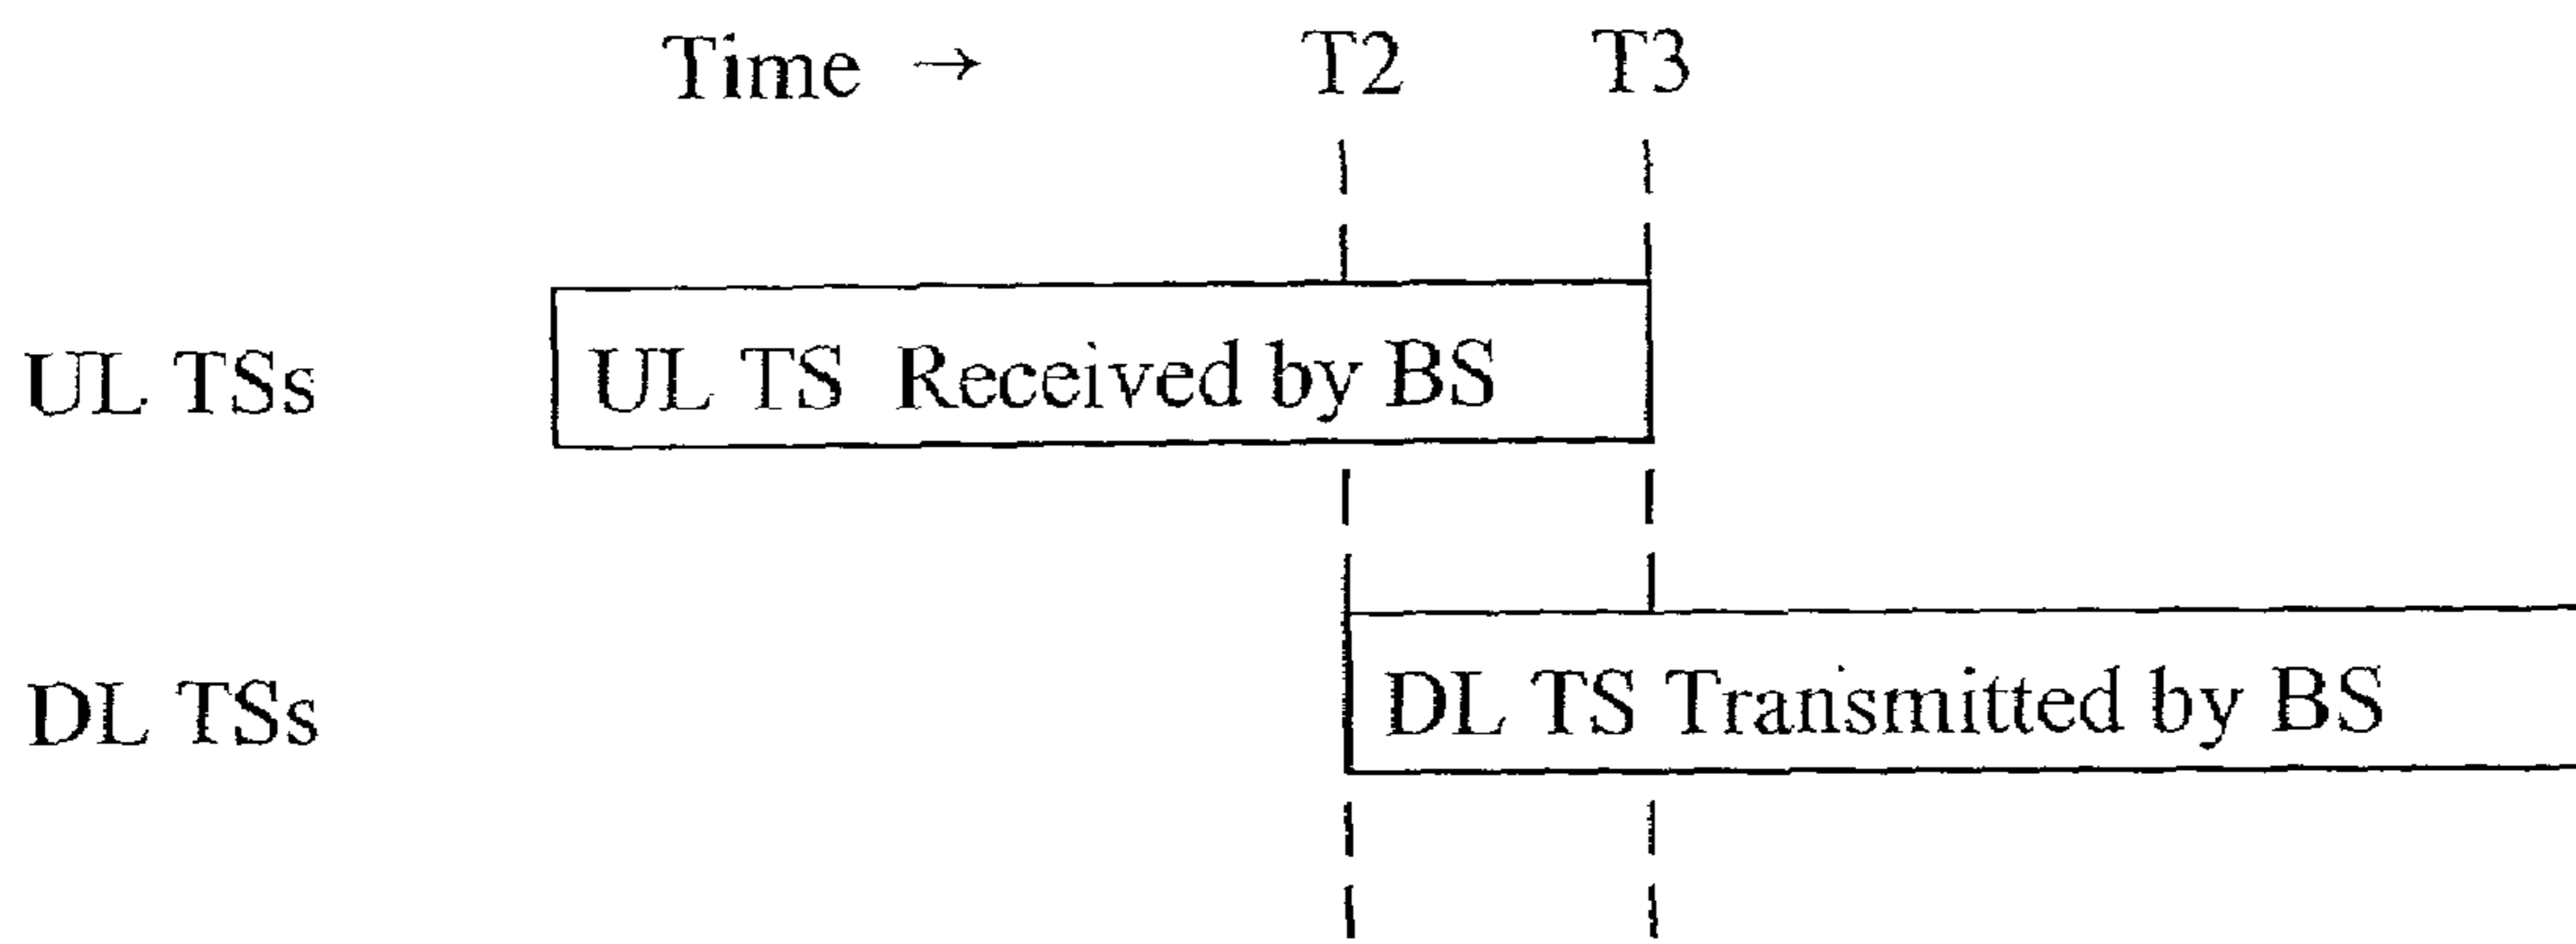 Time → T2 T3
UL TSs UL TS Received by BS
DL TSs DL TS Transmitted by BS